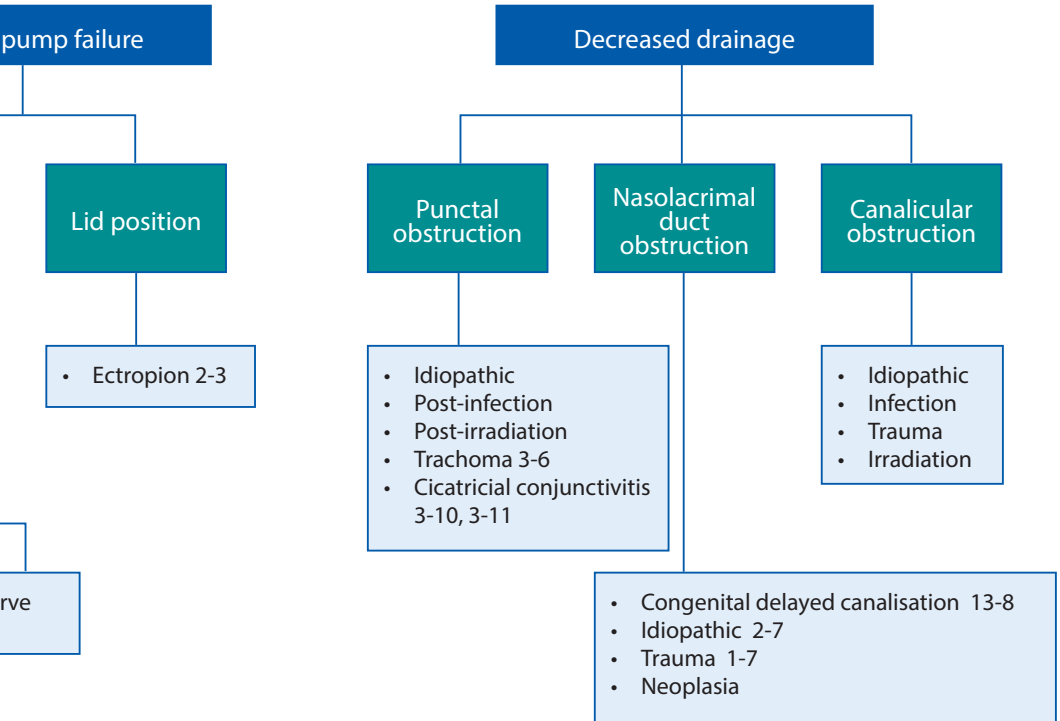 pump failure
Decreased drainage
Lid position
Punctal
obstruction
Nasolacrimal
duct
obstruction
Canalicular
obstruction
• Ectropion 2-3
• Idiopathic
• Post-infection
• Post-irradiation
• Trachoma 3-6
• Cicatricial conjunctivitis
3-10, 3-11
• Idiopathic
• Infection
• Trauma
• Irradiation
rve
• Congenital delayed canalisation 13-8
• Idiopathic 2-7
• Trauma 1-7
• Neoplasia